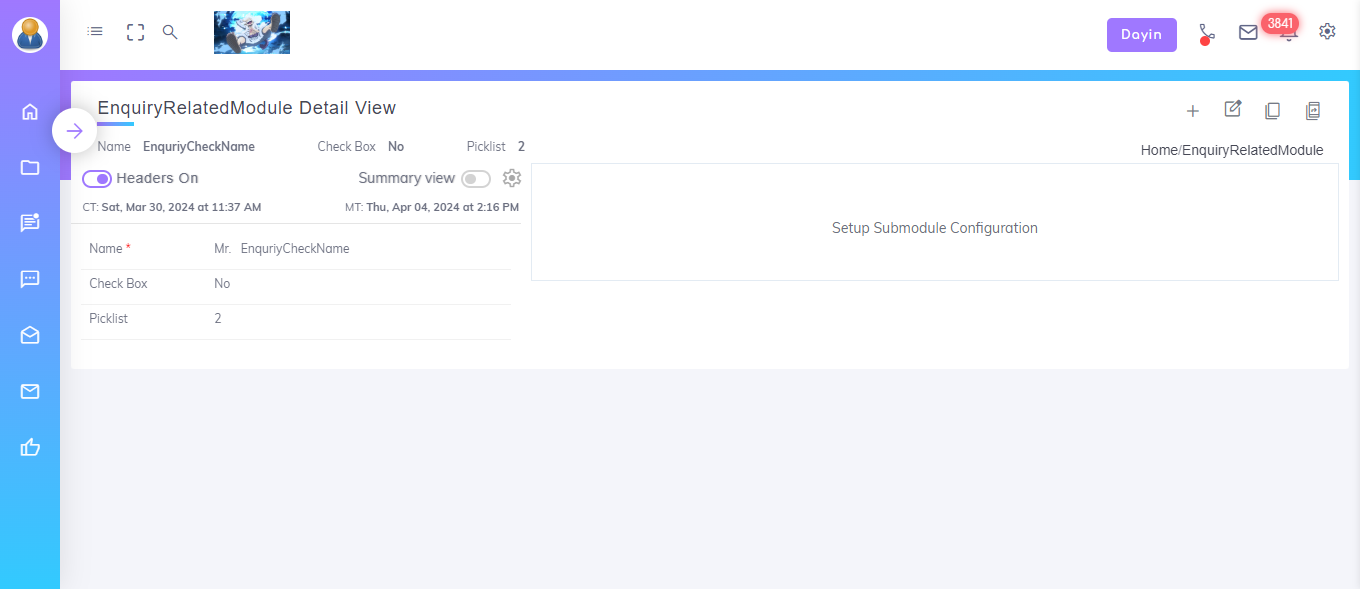 Dayin
3841
EnquiryRelatedModule Detail View
Name EnquriyCheckName Check Box No Picklist 2
Home/EnquiryRelatedModule
Headers On Summary view
CT: Sat, Mar 30, 2024 at 11:37 AM MT: Thu, Apr 04, 2024 at 2:16 PM
Setup Submodule Configuration
Name * Mr. EnquriyCheckName
Check Box No
Picklist 2